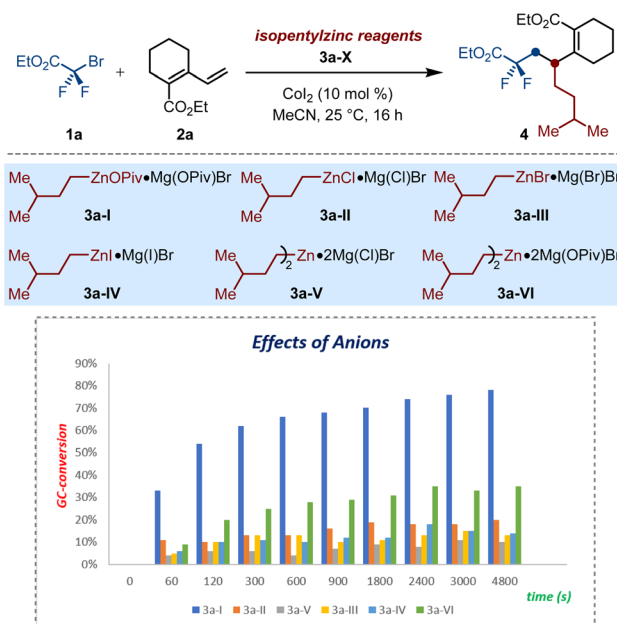 EtO2C
isopentylzinc reagents
3a-X
CoI2 (10 mol %)
MeCN, 25 °C, 16 h
O
EtO
Br
F
F
1a
+
CO2Et
2a
EtO2C
F
F
Me
Me
4
Me
Me
ZnOPiv•Mg(OPiv)Br
3a-I
Me
Me
ZnCl•Mg(Cl)Br
3a-II
Me
Me
ZnBr•Mg(Br)Br
3a-III
Me
Me
ZnI•Mg(I)Br
3a-IV
Me
Me
)2Zn•2Mg(Cl)Br
3a-V
Me
Me
)2Zn•2Mg(OPiv)Br
3a-VI
Effects of Anions
GC-conversion
90%
80%
70%
60%
50%
40%
30%
20%
10%
0%
0 60 120 300 600 900 1800 2400 3000 4800
time (s)
3a-I 3a-II 3a-V 3a-III 3a-IV 3a-VI